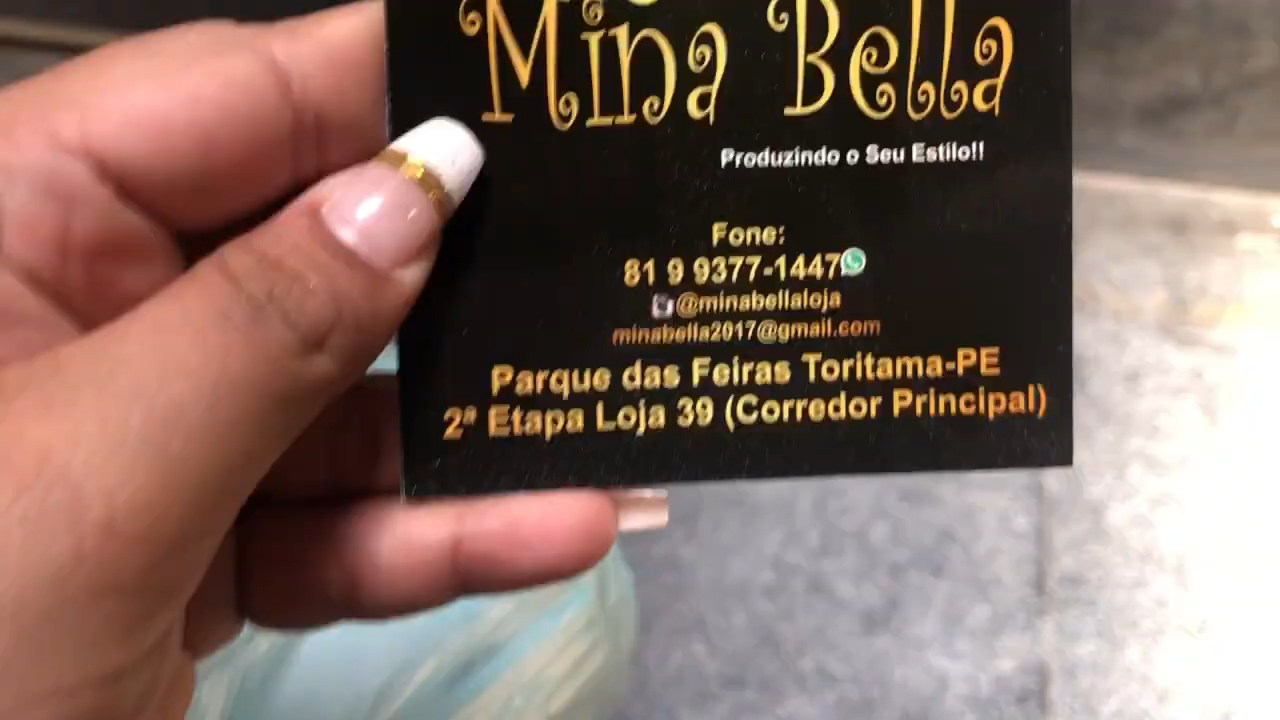 Mina Bella
Produzindo o Seu Estilo!!
Fone:
81 9 9377-1447
@minabellaloja
minabella2017@gmail.com
Parque das Feiras Toritama-PE
2ª Etapa Loja 39 (Corredor Principal)